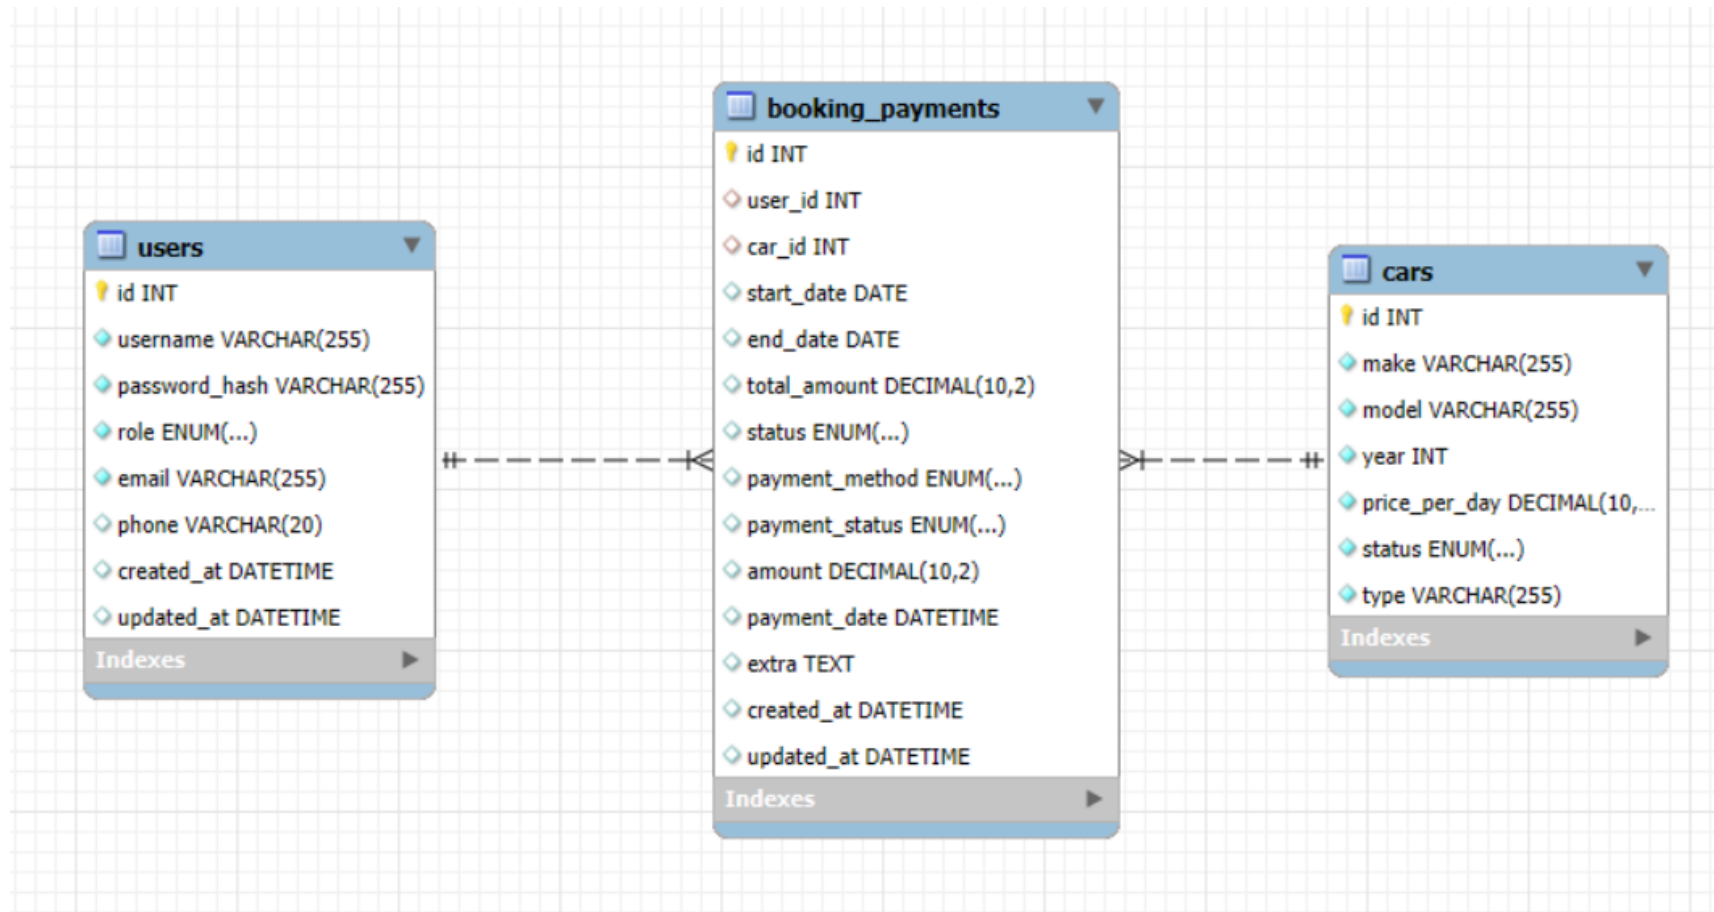 users
id INT
username VARCHAR(255)
password_hash VARCHAR(255)
role ENUM(...)
email VARCHAR(255)
phone VARCHAR(20)
created_at DATETIME
updated_at DATETIME
Indexes
booking_payments
id INT
user_id INT
car_id INT
start_date DATE
end_date DATE
total_amount DECIMAL(10,2)
status ENUM(...)
payment_method ENUM(...)
payment_status ENUM(...)
amount DECIMAL(10,2)
payment_date DATETIME
extra TEXT
created_at DATETIME
updated_at DATETIME
Indexes
cars
id INT
make VARCHAR(255)
model VARCHAR(255)
year INT
price_per_day DECIMAL(10,...
status ENUM(...)
type VARCHAR(255)
Indexes